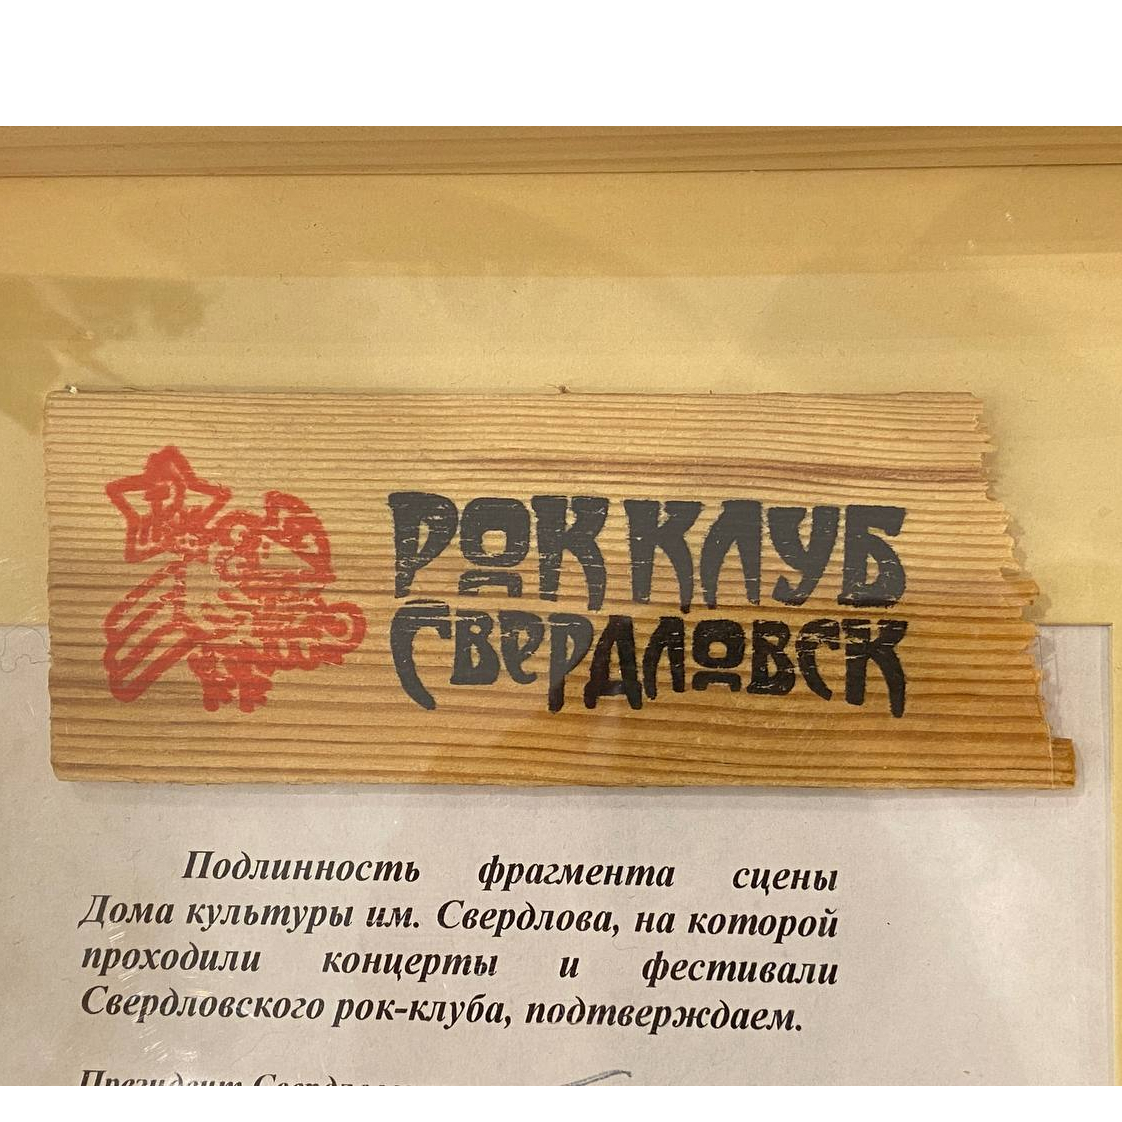 РОК КЛУБ
СВЕРДЛОВСК
Подлинность фрагмента сцены
Дома культуры им. Свердлова, на которой
проходили концерты и фестивали
Свердловского рок-клуба, подтверждаем.
Президент